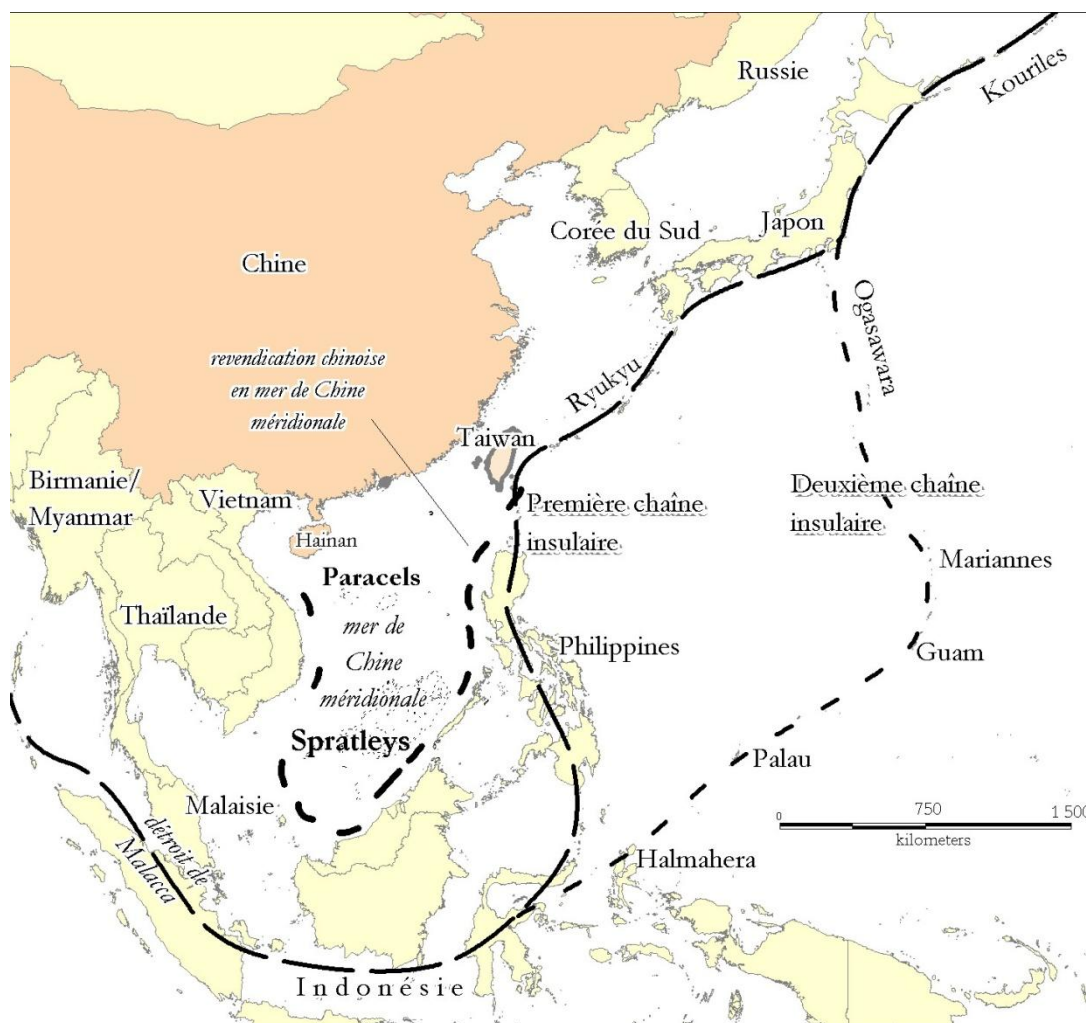 Russie
Kouriles
Corée du Sud
Japon
Chine
Ogasawara
revendication chinoise
en mer de Chine
méridionale
Ryukyu
Taiwan
Birmanie/
Myanmar
Vietnam
Hainan
Première chaîne
insulaire
Deuxième chaîne
insulaire
Mariannes
Paracels
Thaïlande
mer de
Chine
méridionale
Philippines
Guam
Spratleys
Palau
Malaisie
détroit de
Malacca
0 750 1 500
kilometers
Halmahera
Indonésie